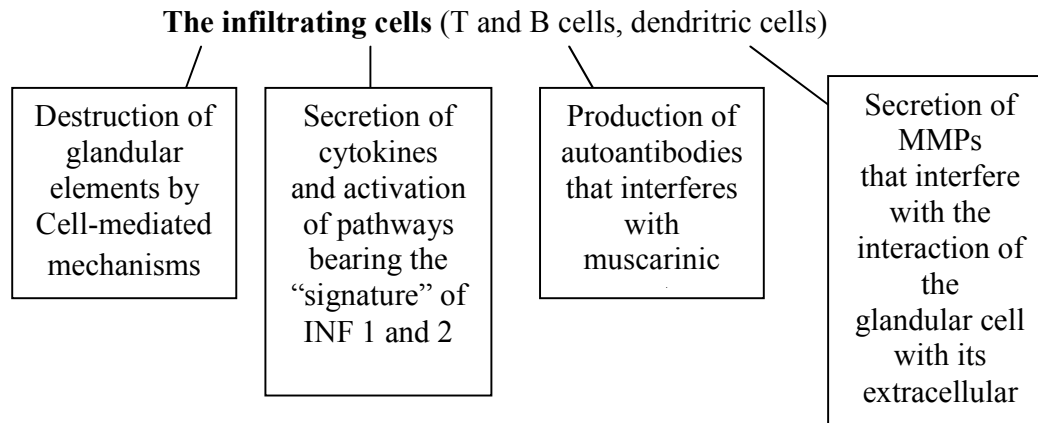 The infiltrating cells (T and B cells, dendritric cells)
Destruction of
glandular
elements by
Cell-mediated
mechanisms
Secretion of
cytokines
and activation
of pathways
bearing the
“signature” of
INF 1 and 2
Production of
autoantibodies
that interferes
with
muscarinic
Secretion of
MMPs
that interfere
with the
interaction of
the
glandular cell
with its
extracellular